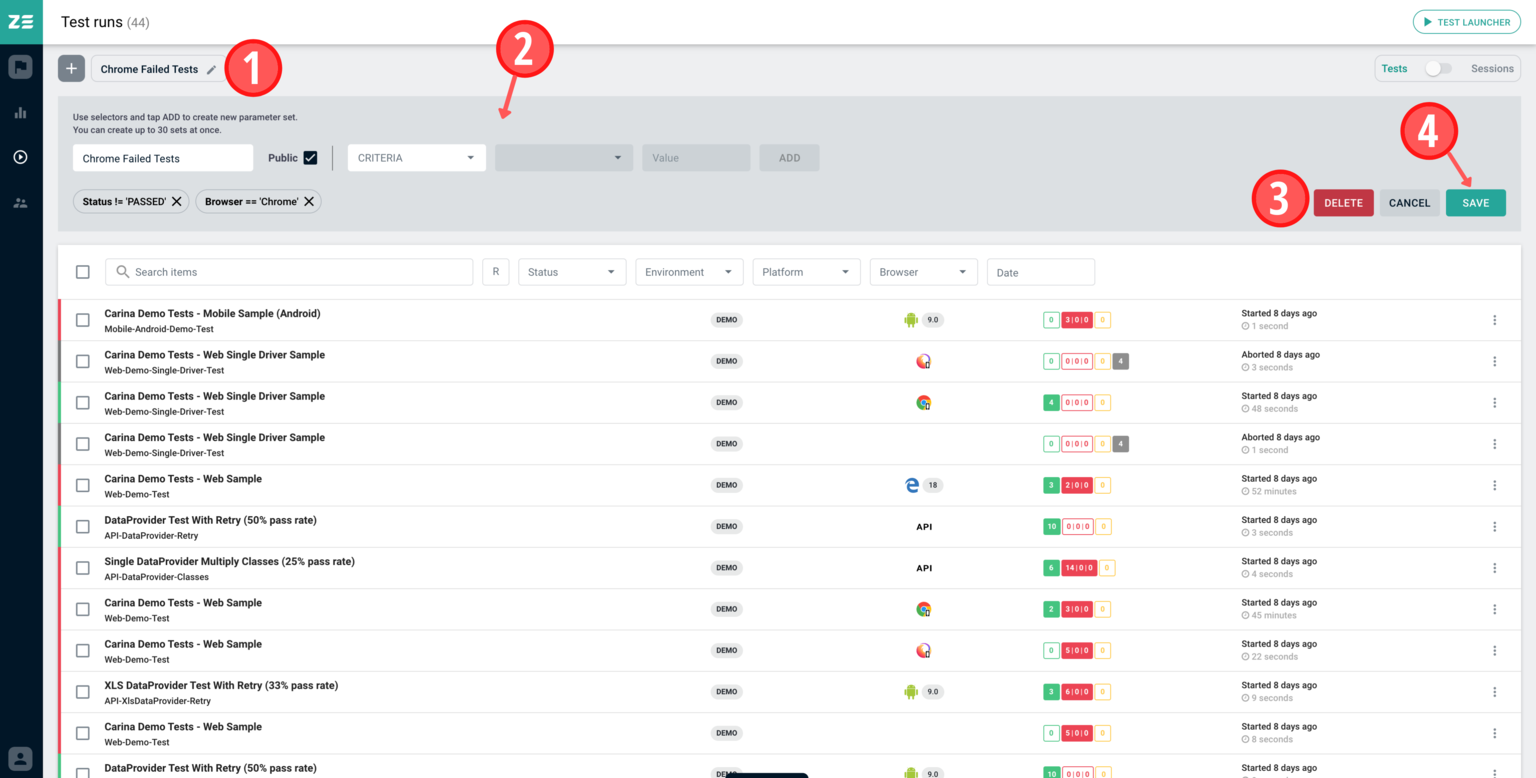 ZE
Test runs (44)
TEST LAUNCHER
1
2
+
Chrome Failed Tests
Tests
Sessions
Use selectors and tap ADD to create new parameter set.
You can create up to 30 sets at once.
4
Chrome Failed Tests
Public
CRITERIA
Value
ADD
Status != 'PASSED'
Browser == 'Chrome'
3
DELETE
CANCEL
SAVE
Search items
R
Status
Environment
Platform
Browser
Date
Carina Demo Tests - Mobile Sample (Android)
Mobile-Android-Demo-Test
DEMO
9.0
0 3|0|0 0
Started 8 days ago
1 second
Carina Demo Tests - Web Single Driver Sample
Web-Demo-Single-Driver-Test
DEMO
0 0|0|0 0 4
Aborted 8 days ago
3 seconds
Carina Demo Tests - Web Single Driver Sample
Web-Demo-Single-Driver-Test
DEMO
4 0|0|0 0
Started 8 days ago
48 seconds
Carina Demo Tests - Web Single Driver Sample
Web-Demo-Single-Driver-Test
DEMO
0 0|0|0 0 4
Aborted 8 days ago
1 second
Carina Demo Tests - Web Sample
Web-Demo-Test
DEMO
18
3 2|0|0 0
Started 8 days ago
52 minutes
DataProvider Test With Retry (50% pass rate)
API-DataProvider-Retry
DEMO
API
10 0|0|0 0
Started 8 days ago
3 seconds
Single DataProvider Multiply Classes (25% pass rate)
API-DataProvider-Classes
DEMO
API
6 14|0|0 0
Started 8 days ago
4 seconds
Carina Demo Tests - Web Sample
Web-Demo-Test
DEMO
2 3|0|0 0
Started 8 days ago
45 minutes
Carina Demo Tests - Web Sample
Web-Demo-Test
DEMO
0 5|0|0 0
Started 8 days ago
22 seconds
XLS DataProvider Test With Retry (33% pass rate)
API-XlsDataProvider-Retry
DEMO
9.0
3 6|0|0 0
Started 8 days ago
9 seconds
Carina Demo Tests - Web Sample
Web-Demo-Test
DEMO
0 5|0|0 0
Started 8 days ago
8 seconds
DataProvider Test With Retry (50% pass rate)
DEMO
9.0
10 0|0|0 0
Started 8 days ago